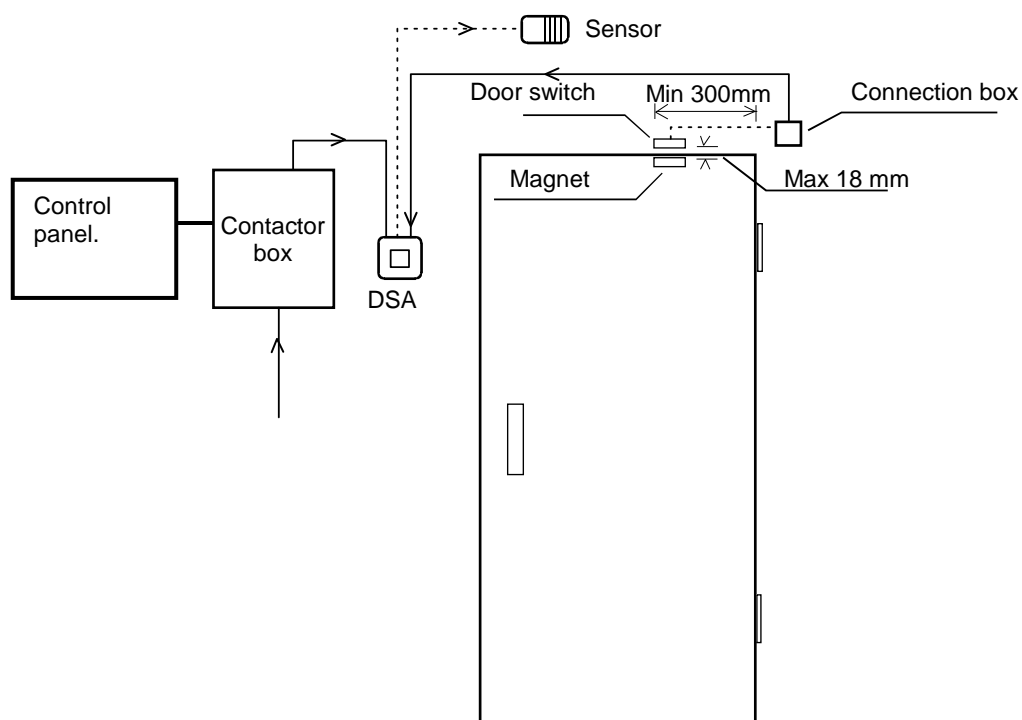 Sensor
Door switch
Min 300mm
Connection box
Magnet
Max 18 mm
Control
panel.
Contactor
box
DSA